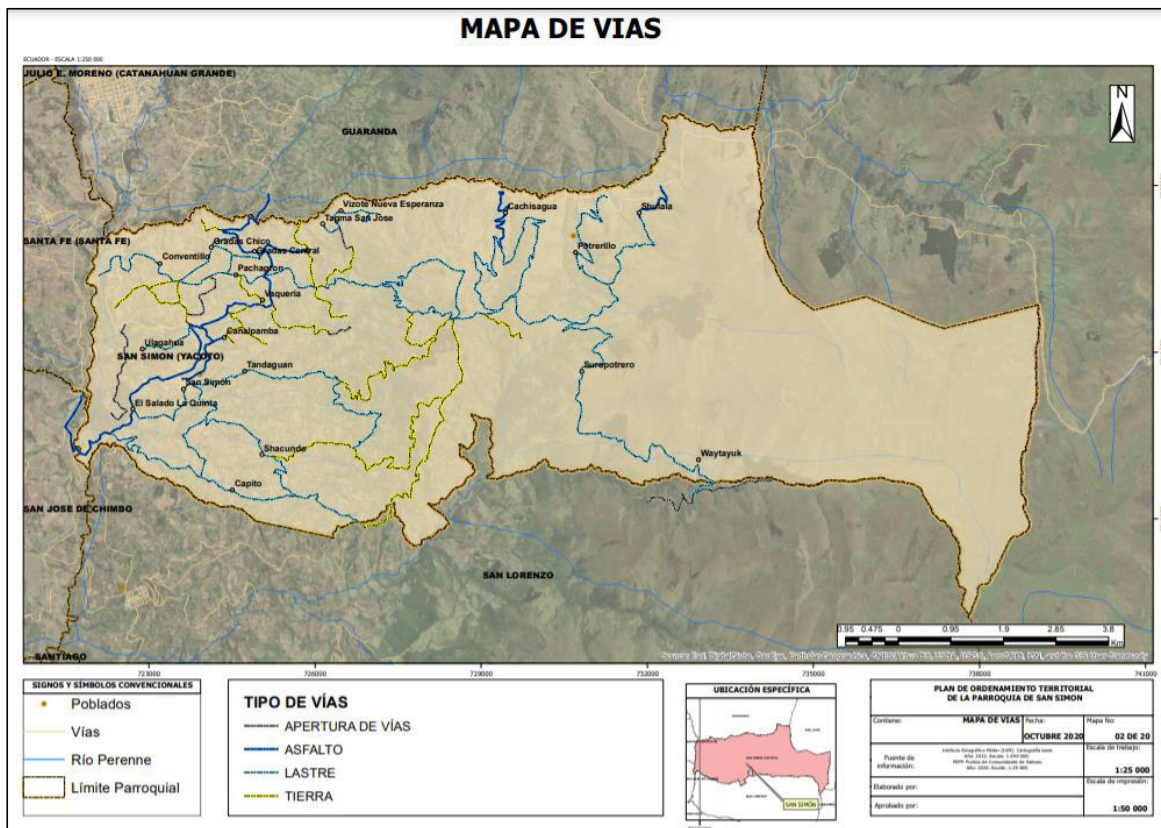 MAPA DE VIAS
ECUADOR - ESCALA 1:250 000
JULIO E. MORENO (CATANAHUAN GRANDE)
GUARANDA
N
Vizote Nueva Esperanza
Tagma San Jose
Cachisagua
Shulala
SANTA FE (SANTA FE)
Gradas Chico
Gradas Central
Potrerillo
Conventillo
Pachagron
Vaqueria
Canalpamba
Ulagahua
SAN SIMON (YACOTO)
Tandaguan
Suropotrero
San Simón
El Salado La Quinta
Shacundo
Waytayuk
Capito
SAN JOSE DE CHIMBO
SAN LORENZO
SANTIAGO
0.95 0.475 0 0.95 1.9 2.85 3.8
Km
723000 726000 729000 732000 735000 738000 741000
SIGNOS Y SÍMBOLOS CONVENCIONALES
Poblados
Vías
Río Perenne
Límite Parroquial
TIPO DE VÍAS
APERTURA DE VÍAS
ASFALTO
LASTRE
TIERRA
UBICACIÓN ESPECÍFICA
SAN SIMÓN
PLAN DE ORDENAMIENTO TERRITORIAL
DE LA PARROQUIA DE SAN SIMON
Contiene: MAPA DE VIAS Fecha: Mapa No:
OCTUBRE 2020 02 DE 20
Fuente de
información:
Escala de trabajo:
1:25 000
Elaborado por:
Escala de impresión:
Aprobado por:
1:50 000